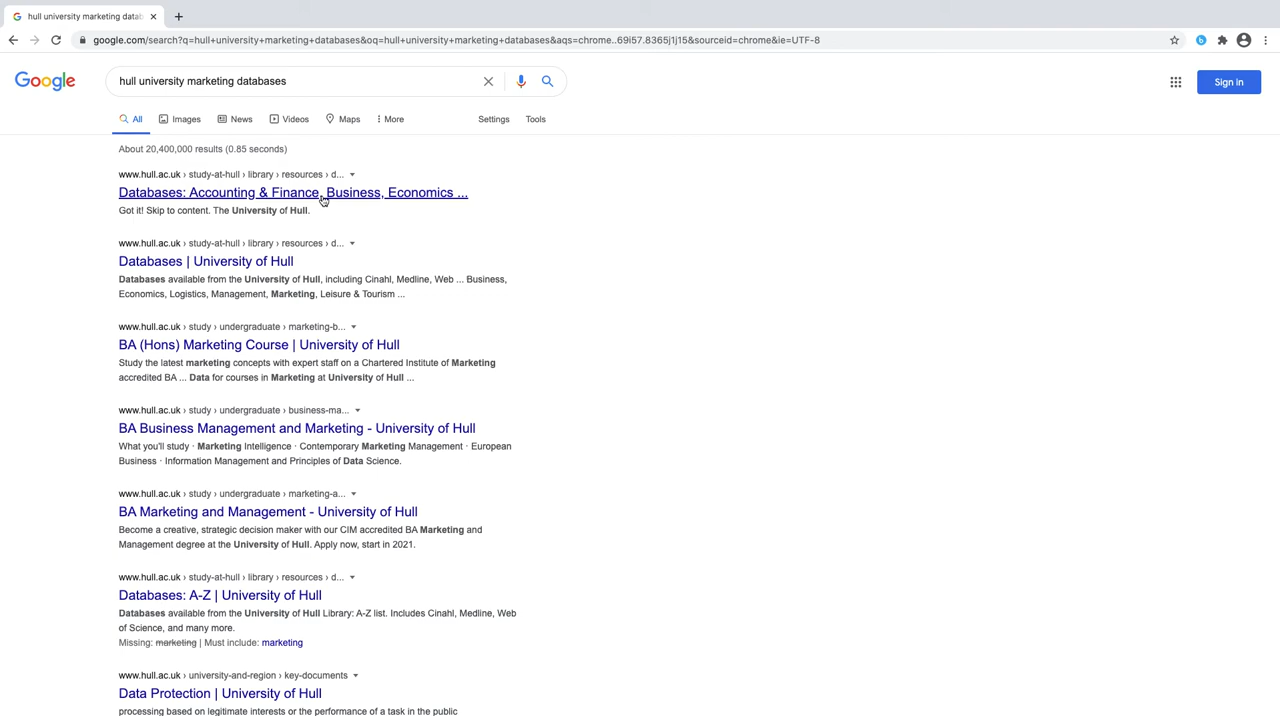 hull university marketing datab
google.com/search?q=hull+university+marketing+databases&oq=hull+university+marketing+databases&aqs=chrome..69i57.8365j1j15&sourceid=chrome&ie=UTF-8
Google
hull university marketing databases
Sign in
All Images News Videos Maps More Settings Tools
About 20,400,000 results (0.85 seconds)
www.hull.ac.uk › study-at-hull › library › resources › d...
Databases: Accounting & Finance, Business, Economics ...
Got it! Skip to content. The University of Hull.
www.hull.ac.uk › study-at-hull › library › resources › d...
Databases | University of Hull
Databases available from the University of Hull, including Cinahl, Medline, Web ... Business,
Economics, Logistics, Management, Marketing, Leisure & Tourism ...
www.hull.ac.uk › study › undergraduate › marketing-b...
BA (Hons) Marketing Course | University of Hull
Study the latest marketing concepts with expert staff on a Chartered Institute of Marketing
accredited BA ... Data for courses in Marketing at University of Hull ...
www.hull.ac.uk › study › undergraduate › business-ma...
BA Business Management and Marketing - University of Hull
What you'll study · Marketing Intelligence · Contemporary Marketing Management · European
Business · Information Management and Principles of Data Science.
www.hull.ac.uk › study › undergraduate › marketing-a...
BA Marketing and Management - University of Hull
Become a creative, strategic decision maker with our CIM accredited BA Marketing and
Management degree at the University of Hull. Apply now, start in 2021.
www.hull.ac.uk › study-at-hull › library › resources › d...
Databases: A-Z | University of Hull
Databases available from the University of Hull Library: A-Z list. Includes Cinahl, Medline, Web
of Science, and many more.
Missing: marketing | Must include: marketing
www.hull.ac.uk › university-and-region › key-documents
Data Protection | University of Hull
processing based on legitimate interests or the performance of a task in the public